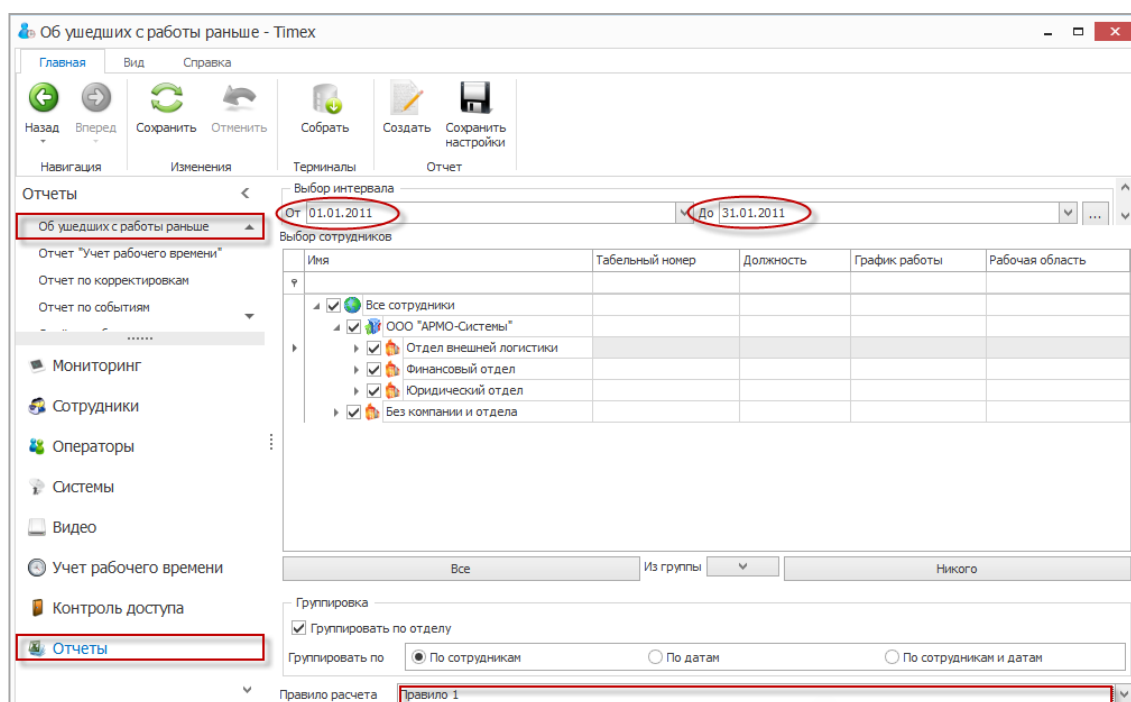 Об ушедших с работы раньше - Timex
Главная Вид Справка
Назад Вперед Сохранить Отменить Собрать Создать Сохранить настройки
Навигация Изменения Терминалы Отчет
Отчеты
Об ушедших с работы раньше
Отчет "Учет рабочего времени"
Отчет по корректировкам
Отчет по событиям
Мониторинг
Сотрудники
Операторы
Системы
Видео
Учет рабочего времени
Контроль доступа
Отчеты
Выбор интервала
От 01.01.2011 До 31.01.2011 ...
Выбор сотрудников
Имя Табельный номер Должность График работы Рабочая область
Все сотрудники
ООО "АРМО-Системы"
Отдел внешней логистики
Финансовый отдел
Юридический отдел
Без компании и отдела
Все Из группы Никого
Группировка
Группировать по отделу
Группировать по По сотрудникам По датам По сотрудникам и датам
Правило расчета Правило 1